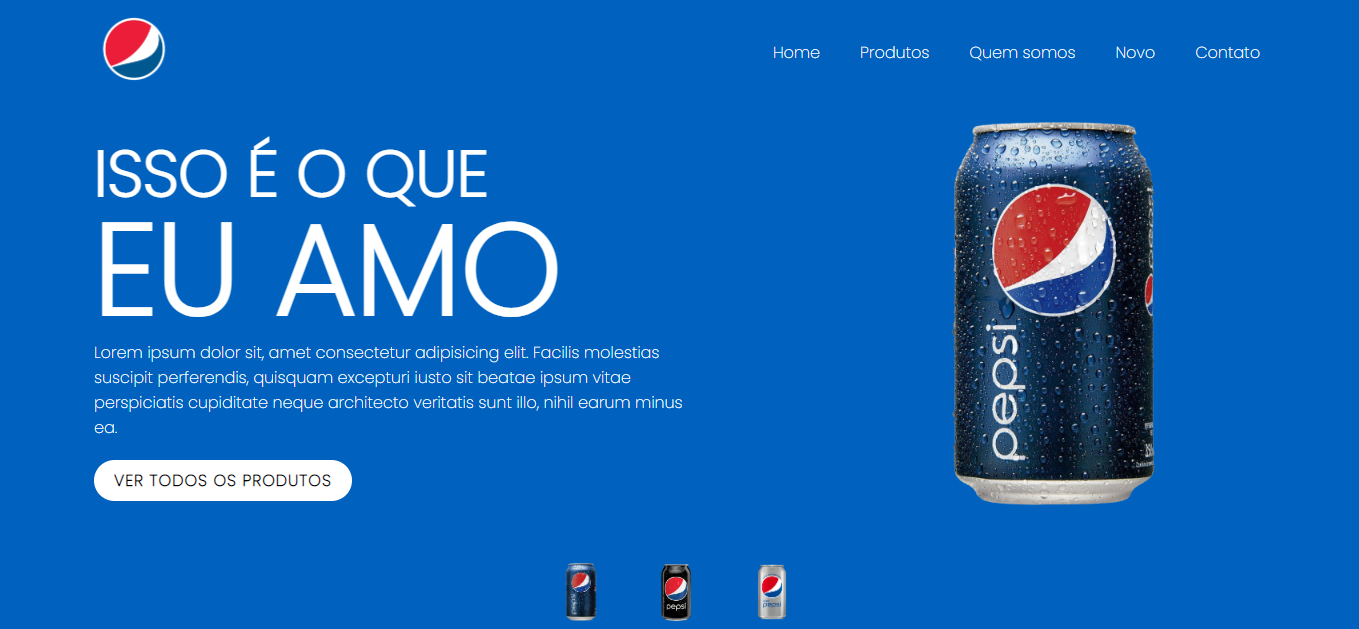 Home Produtos Quem somos Novo Contato
ISSO É O QUE
EU AMO
Lorem ipsum dolor sit, amet consectetur adipisicing elit. Facilis molestias
suscipit perferendis, quisquam excepturi iusto sit beatae ipsum vitae
perspiciatis cupiditate neque architecto veritatis sunt illo, nihil earum minus
ea.
VER TODOS OS PRODUTOS
pepsi
pepsi
pepsi
pepsi